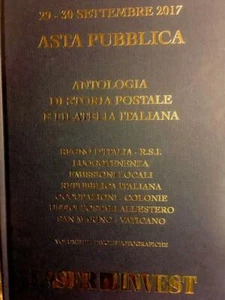 29 - 30 SETTEMBRE 2017
ASTA PUBBLICA
ANTOLOGIA
DI STORIA POSTALE
E FILATELIA ITALIANA
REGNO D'ITALIA - R.S.I.
LUOGOTENENZA
EMISSIONI LOCALI
REPUBBLICA ITALIANA
OCCUPAZIONI - COLONIE
UFFICI POSTALI ALL'ESTERO
SAN MARINO - VATICANO
INVEST